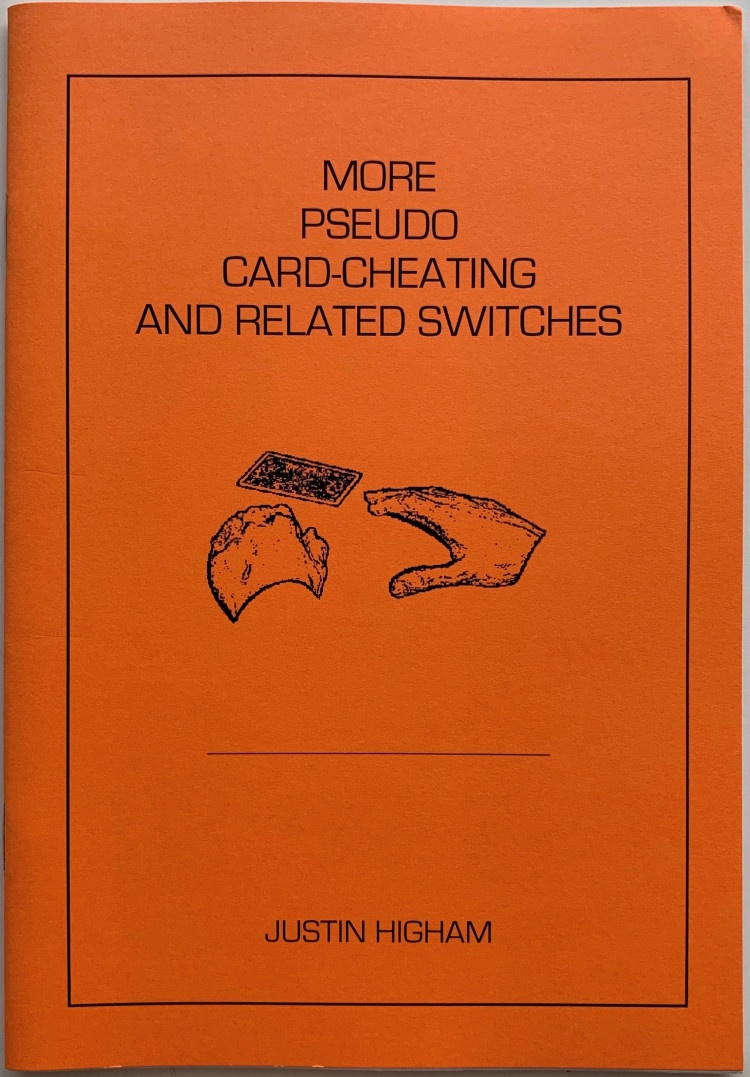 MORE
PSEUDO
CARD-CHEATING
AND RELATED SWITCHES
JUSTIN HIGHAM